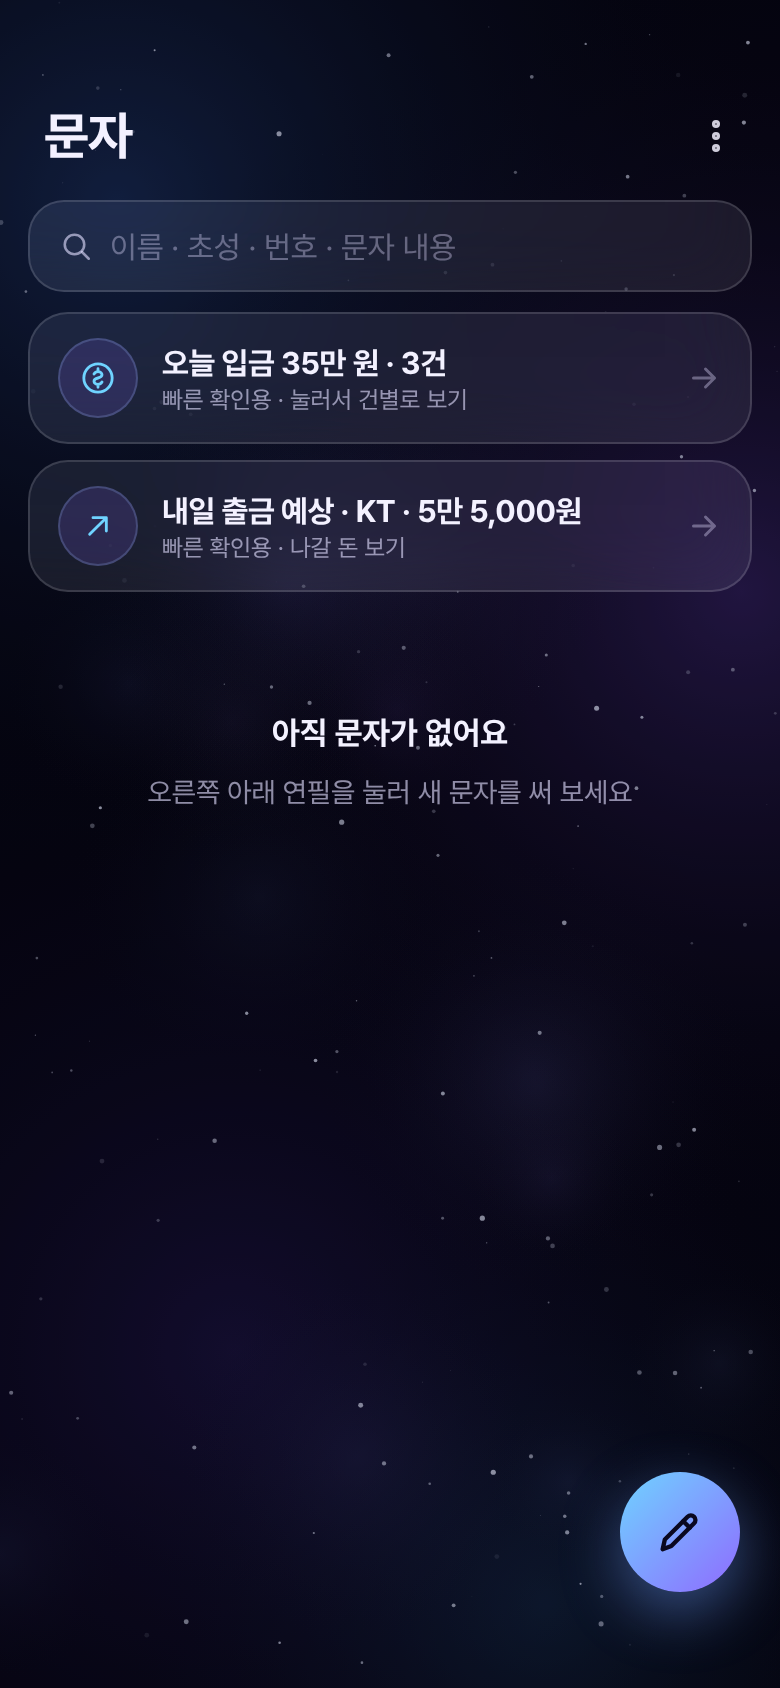 문자
이름 · 초성 · 번호 · 문자 내용
오늘 입금 35만 원 · 3건
빠른 확인용 · 눌러서 건별로 보기
내일 출금 예상 · KT · 5만 5,000원
빠른 확인용 · 나갈 돈 보기
아직 문자가 없어요
오른쪽 아래 연필을 눌러 새 문자를 써 보세요